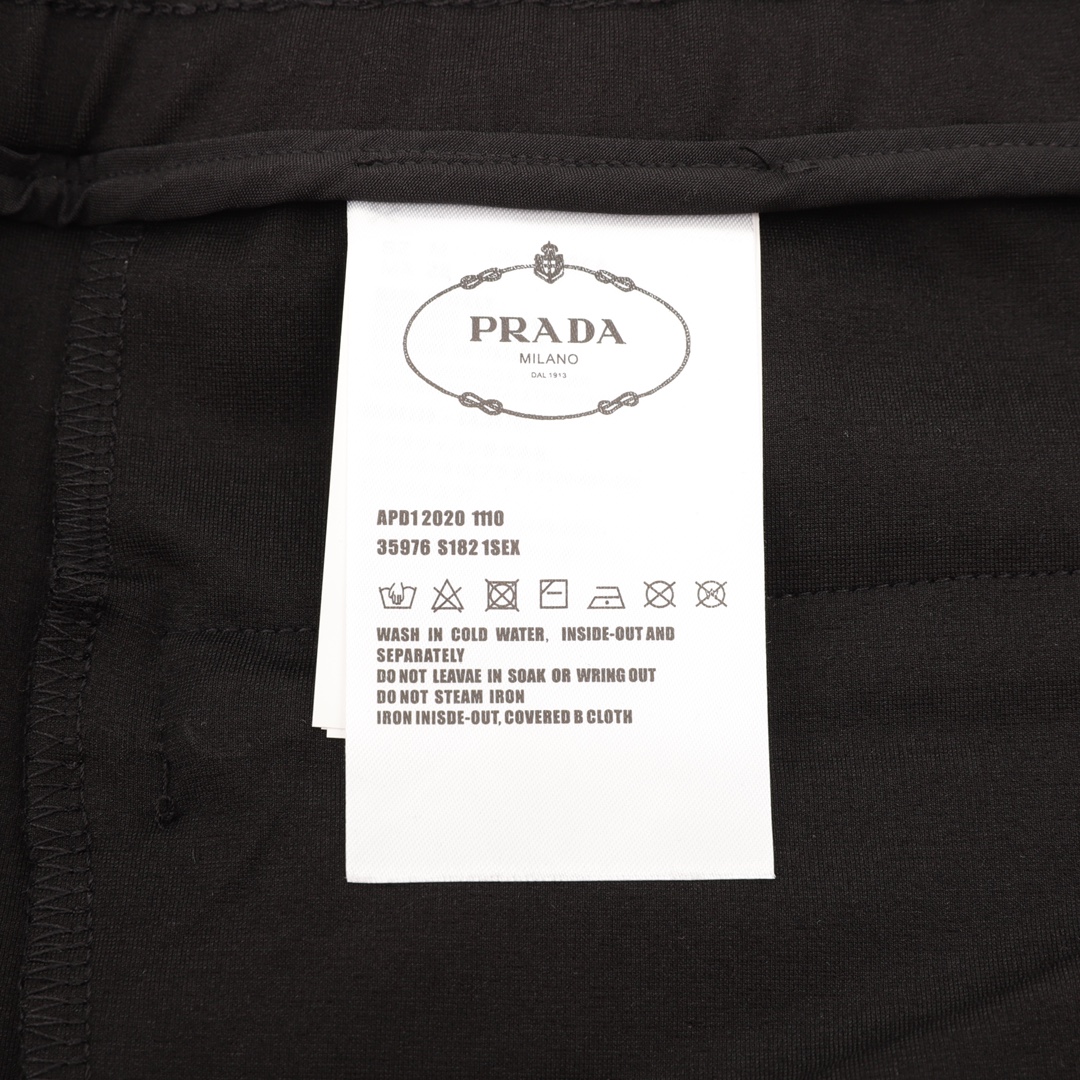 PRADA
MILANO
DAL 1913
APD1 2020 1110
35976 S182 1SEX
WASH IN COLD WATER, INSIDE-OUT AND
SEPARATELY
DO NOT LEAVAE IN SOAK OR WRING OUT
DO NOT STEAM IRON
IRON INISDE-OUT, COVERED B CLOTH